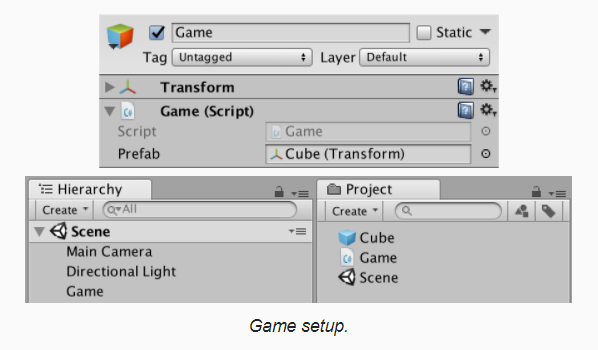 Game Static
Tag Untagged Layer Default
Transform
Game (Script)
Script Game
Prefab Cube (Transform)
Hierarchy
Create All
Scene
Main Camera
Directional Light
Game
Project
Create
Cube
Game
Scene
Game setup.